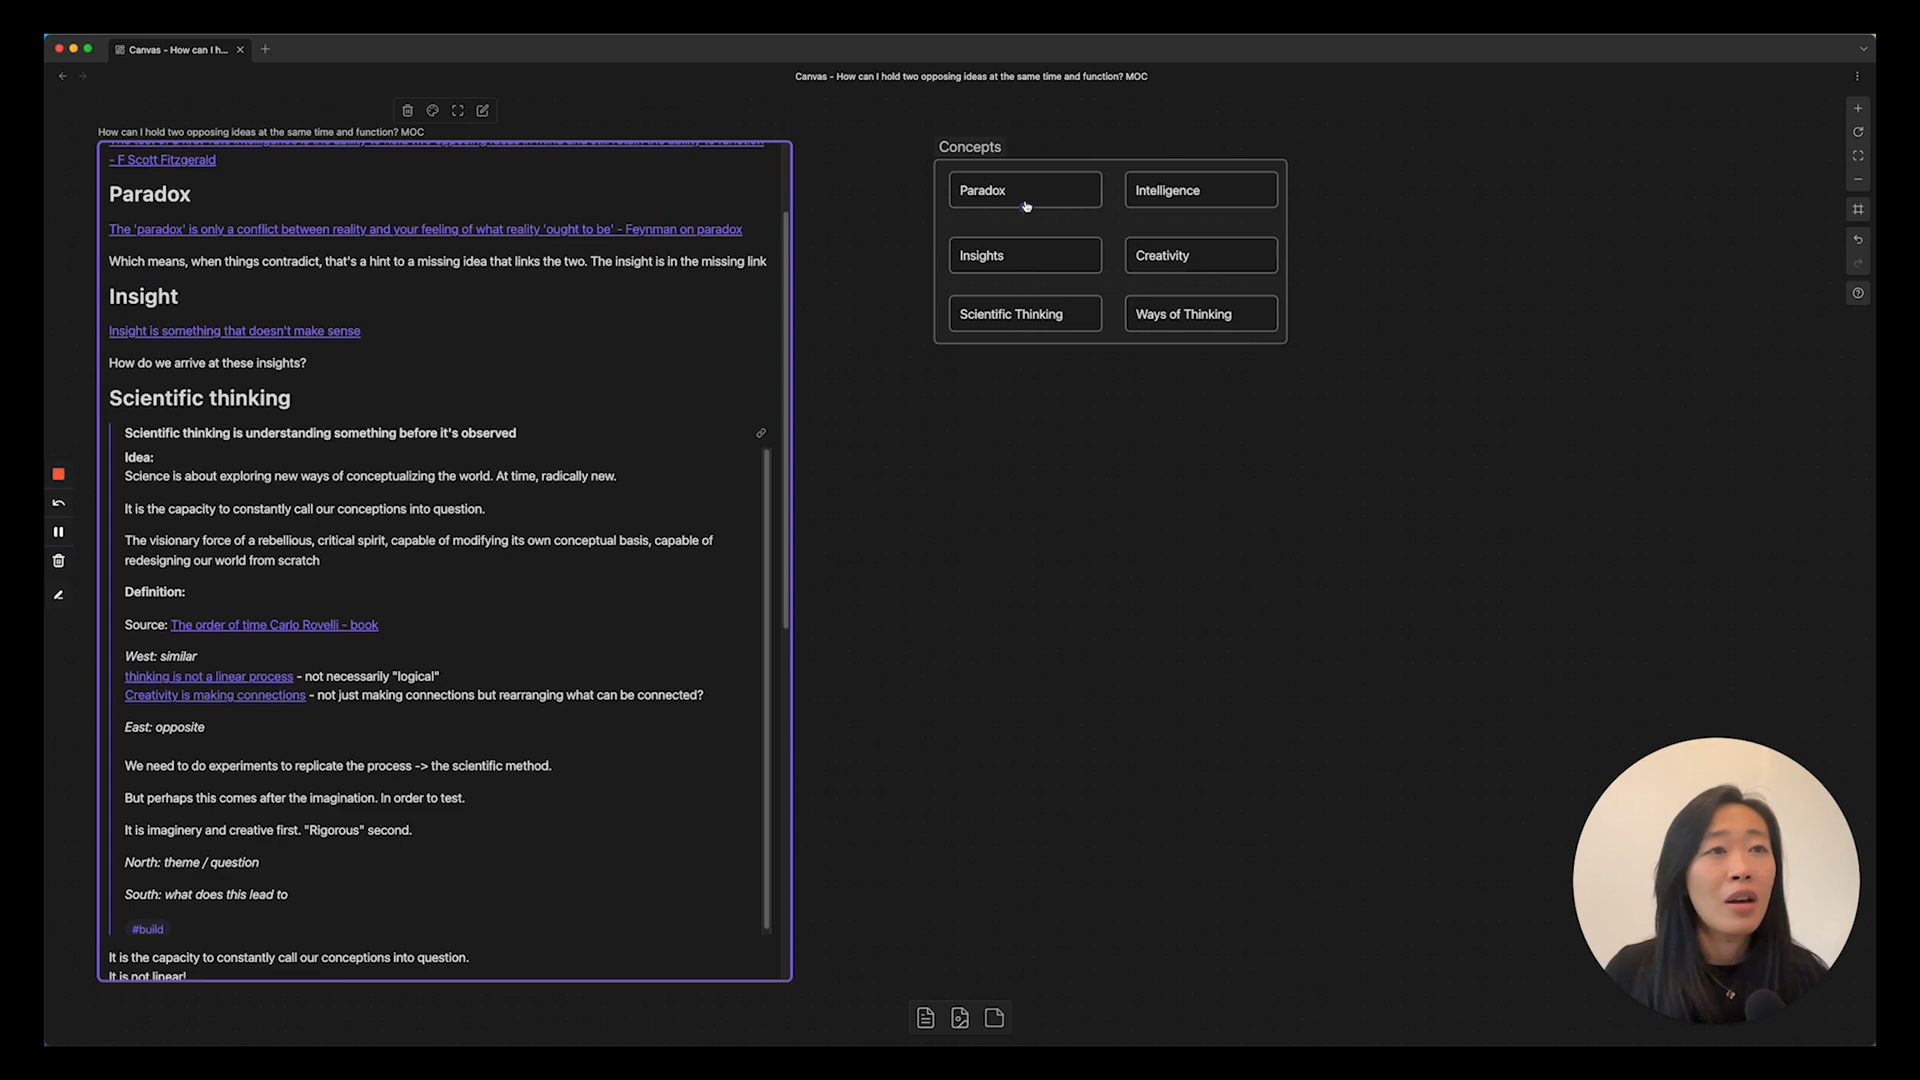 Canvas - How can I h...
Canvas - How can I hold two opposing ideas at the same time and function? MOC
How can I hold two opposing ideas at the same time and function? MOC
- F Scott Fitzgerald
Paradox
The 'paradox' is only a conflict between reality and your feeling of what reality 'ought to be' - Feynman on paradox
Which means, when things contradict, that's a hint to a missing idea that links the two. The insight is in the missing link
Insight
Insight is something that doesn't make sense
How do we arrive at these insights?
Scientific thinking
Scientific thinking is understanding something before it's observed
Idea:
Science is about exploring new ways of conceptualizing the world. At time, radically new.
It is the capacity to constantly call our conceptions into question.
The visionary force of a rebellious, critical spirit, capable of modifying its own conceptual basis, capable of
redesigning our world from scratch
Definition:
Source: The order of time Carlo Rovelli - book
West: similar
thinking is not a linear process - not necessarily "logical"
Creativity is making connections - not just making connections but rearranging what can be connected?
East: opposite
We need to do experiments to replicate the process -> the scientific method.
But perhaps this comes after the imagination. In order to test.
It is imaginery and creative first. "Rigorous" second.
North: theme / question
South: what does this lead to
#build
It is the capacity to constantly call our conceptions into question.
It is not linear!
Concepts
Paradox
Intelligence
Insights
Creativity
Scientific Thinking
Ways of Thinking